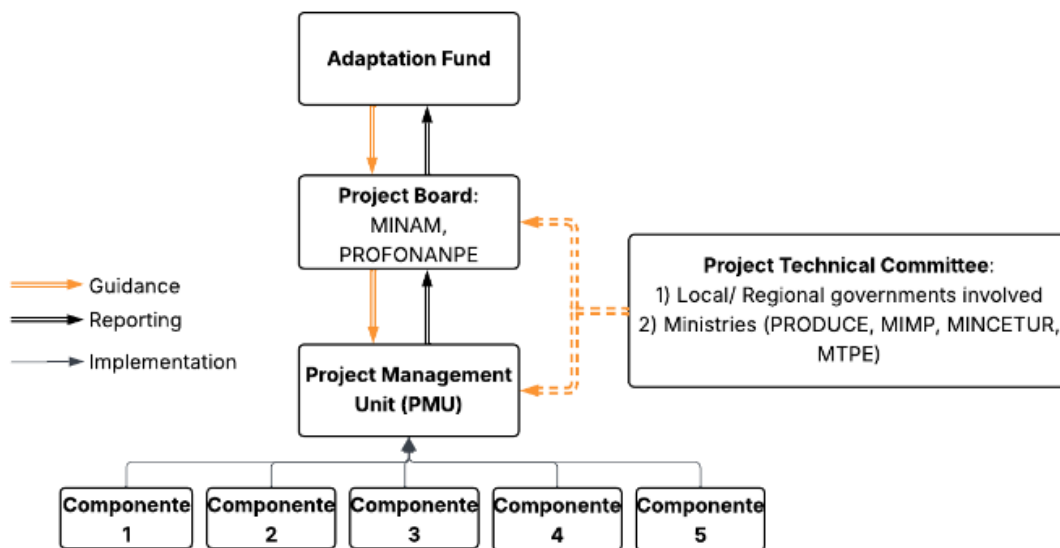 Adaptation Fund
Project Board:
MINAM,
PROFONANPE
Guidance
Reporting
Implementation
Project Technical Committee:
1) Local/ Regional governments involved
2) Ministries (PRODUCE, MIMP, MINCETUR,
MTPE)
Project Management
Unit (PMU)
Componente
1
Componente
2
Componente
3
Componente
4
Componente
5